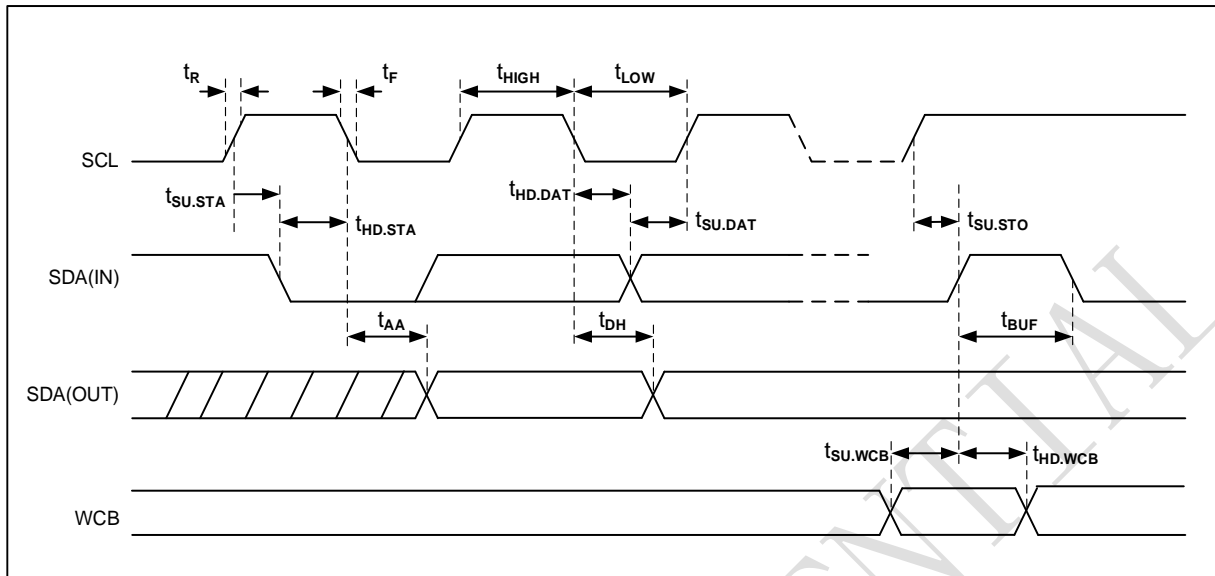 tR
tF
tHIGH
tLOW
SCL
tSU.STA
tHD.STA
tHD.DAT
tSU.DAT
tSU.STO
SDA(IN)
tAA
tDH
tBUF
SDA(OUT)
tSU.WCB
tHD.WCB
WCB
ENTIAL